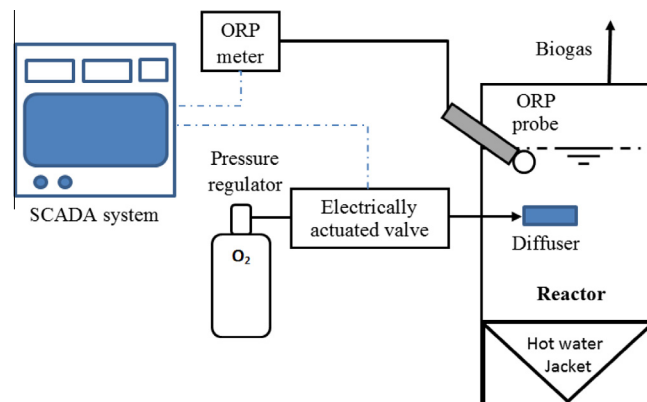 ORP
meter
Biogas
ORP
probe
Pressure
regulator
SCADA system
Electrically
actuated valve
O₂
Diffuser
Reactor
Hot water
Jacket